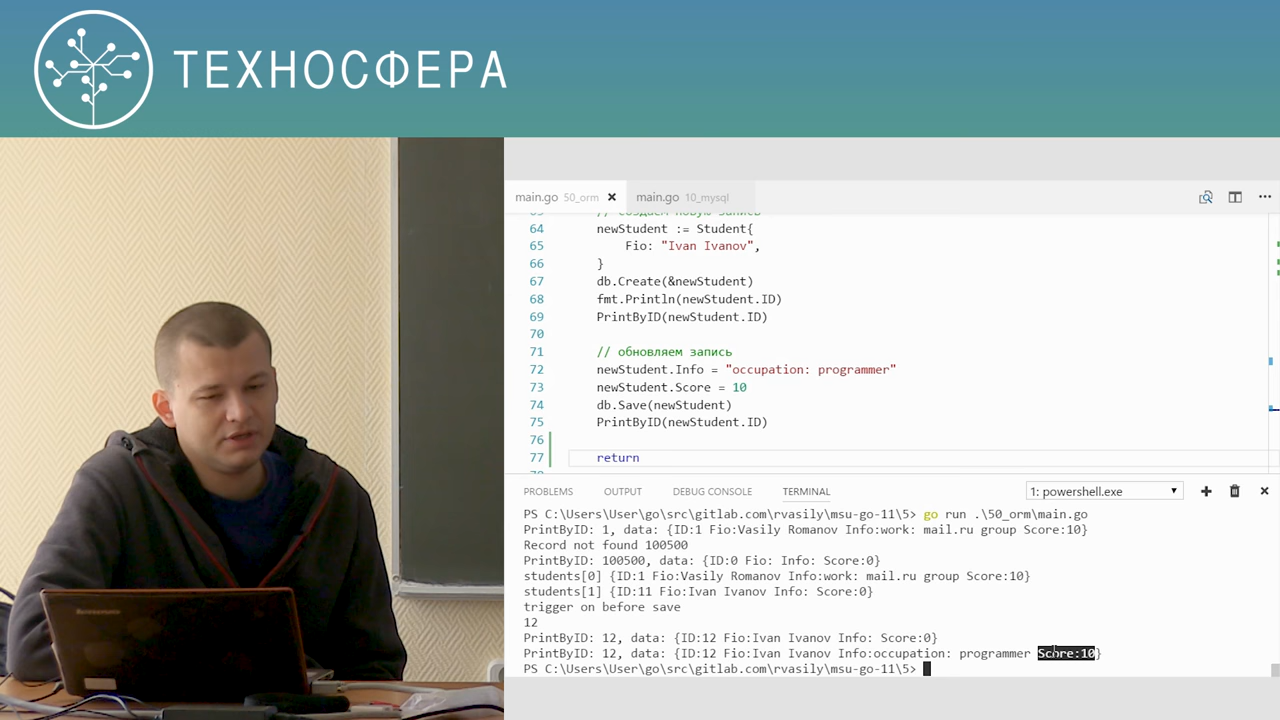 ТЕХНОСФЕРА
main.go 50_orm
main.go 10_mysql
63 // создаем новую запись
64 newStudent := Student{
65 Fio: "Ivan Ivanov",
66 }
67 db.Create(&newStudent)
68 fmt.Println(newStudent.ID)
69 PrintByID(newStudent.ID)
70
71 // обновляем запись
72 newStudent.Info = "occupation: programmer"
73 newStudent.Score = 10
74 db.Save(newStudent)
75 PrintByID(newStudent.ID)
76
77 return
PROBLEMS OUTPUT DEBUG CONSOLE TERMINAL 1: powershell.exe
PS C:\Users\User\go\src\gitlab.com\rvasily\msu-go-11\5> go run .\50_orm\main.go
PrintByID: 1, data: {ID:1 Fio:Vasily Romanov Info:work: mail.ru group Score:10}
Record not found 100500
PrintByID: 100500, data: {ID:0 Fio: Info: Score:0}
students[0] {ID:1 Fio:Vasily Romanov Info:work: mail.ru group Score:10}
students[1] {ID:11 Fio:Ivan Ivanov Info: Score:0}
trigger on before save
12
PrintByID: 12, data: {ID:12 Fio:Ivan Ivanov Info: Score:0}
PrintByID: 12, data: {ID:12 Fio:Ivan Ivanov Info:occupation: programmer Score:10}
PS C:\Users\User\go\src\gitlab.com\rvasily\msu-go-11\5>